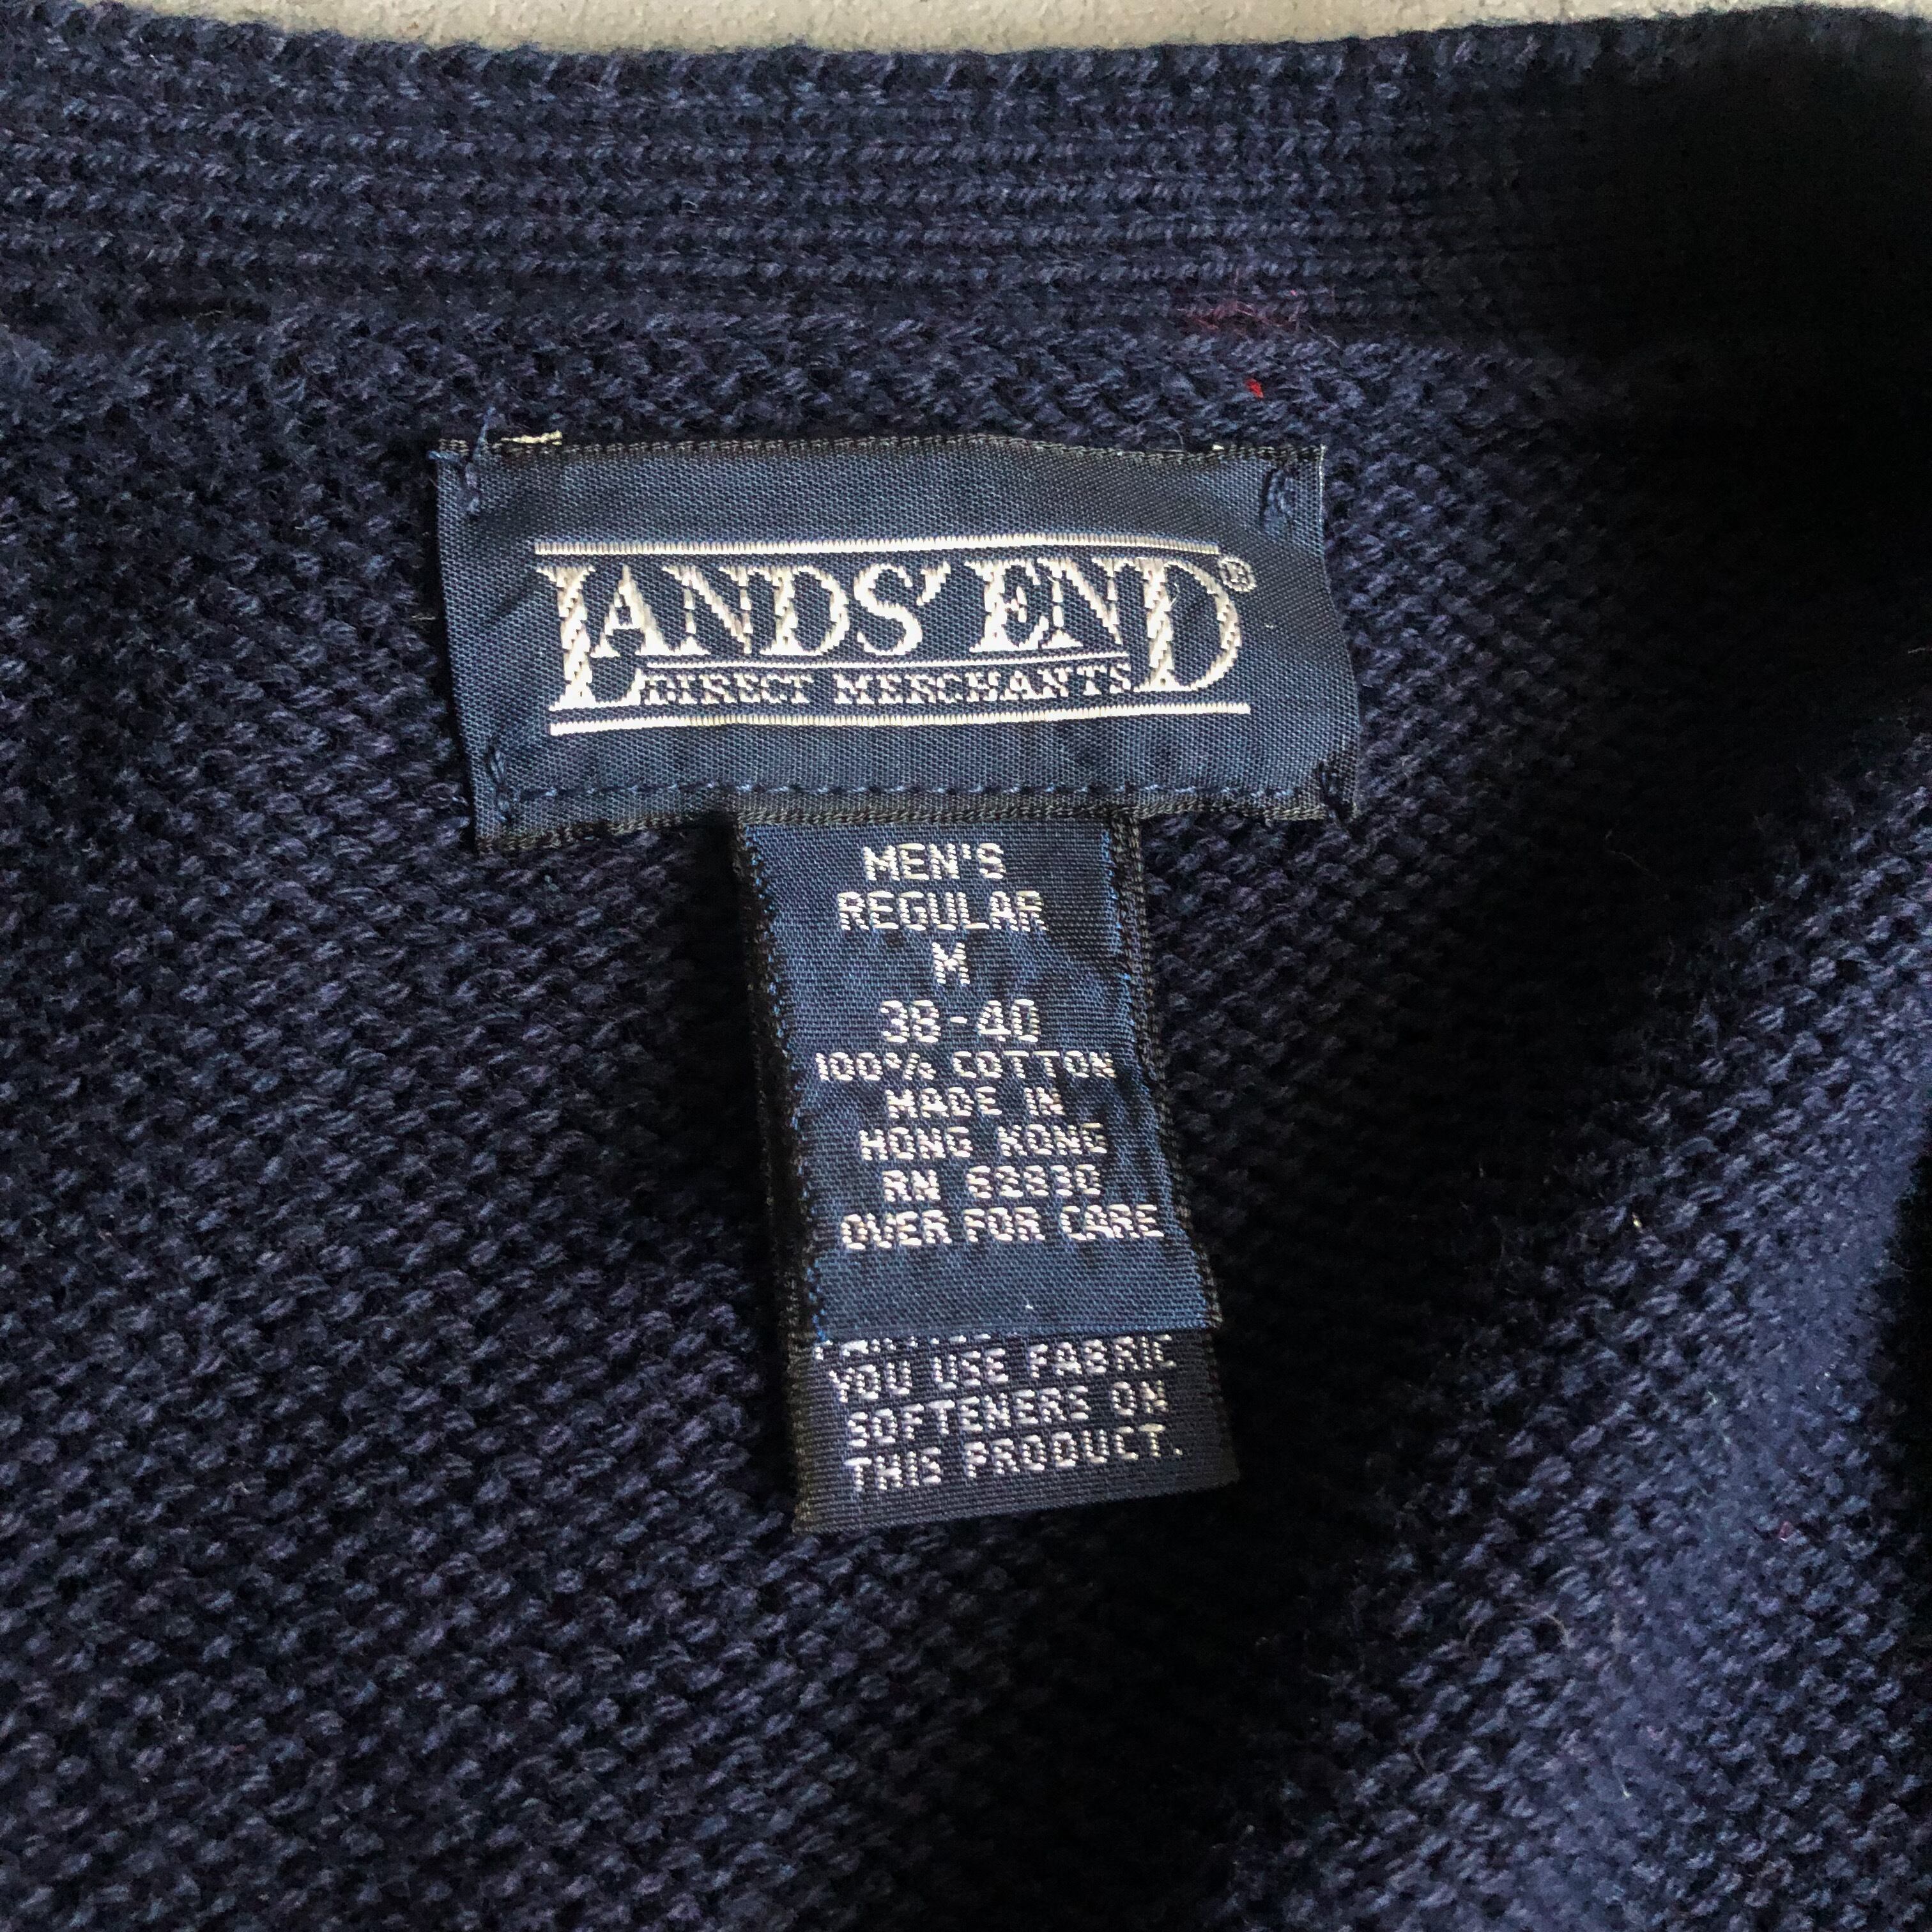 LANDS' END®
DIRECT MERCHANTS
MEN'S
REGULAR
M
38-40
100% COTTON
MADE IN
HONG KONG
RN 62830
OVER FOR CARE
YOU USE FABRIC
SOFTENERS ON
THIS PRODUCT.